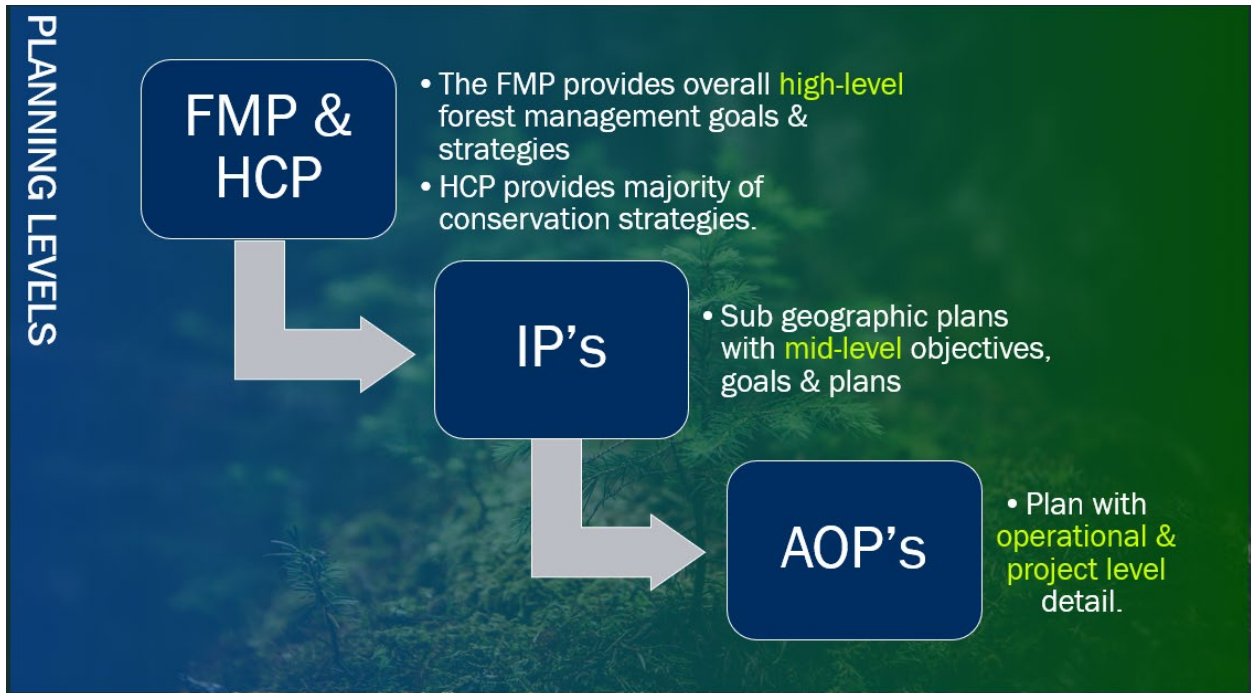 PLANNING LEVELS
FMP &
HCP
• The FMP provides overall high-level
forest management goals &
strategies
• HCP provides majority of
conservation strategies.
IP’s
• Sub geographic plans
with mid-level objectives,
goals & plans
AOP’s
• Plan with
operational &
project level
detail.